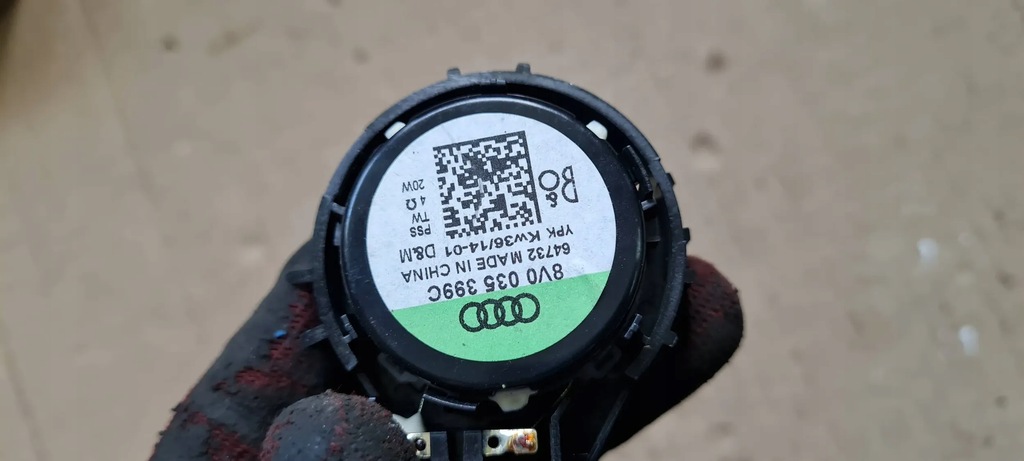 8V0 035 399C
64732 MADE IN CHINA
YPK Kw36/14-01 D&M
B&O
PSS
TW
4 Ω
20W